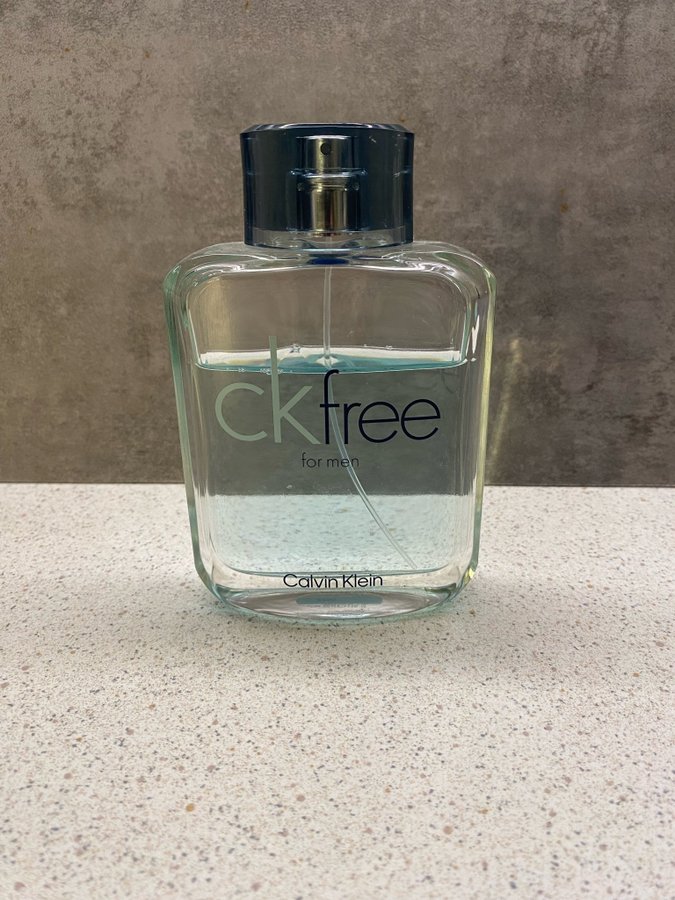 ckfree
for men
Calvin Klein